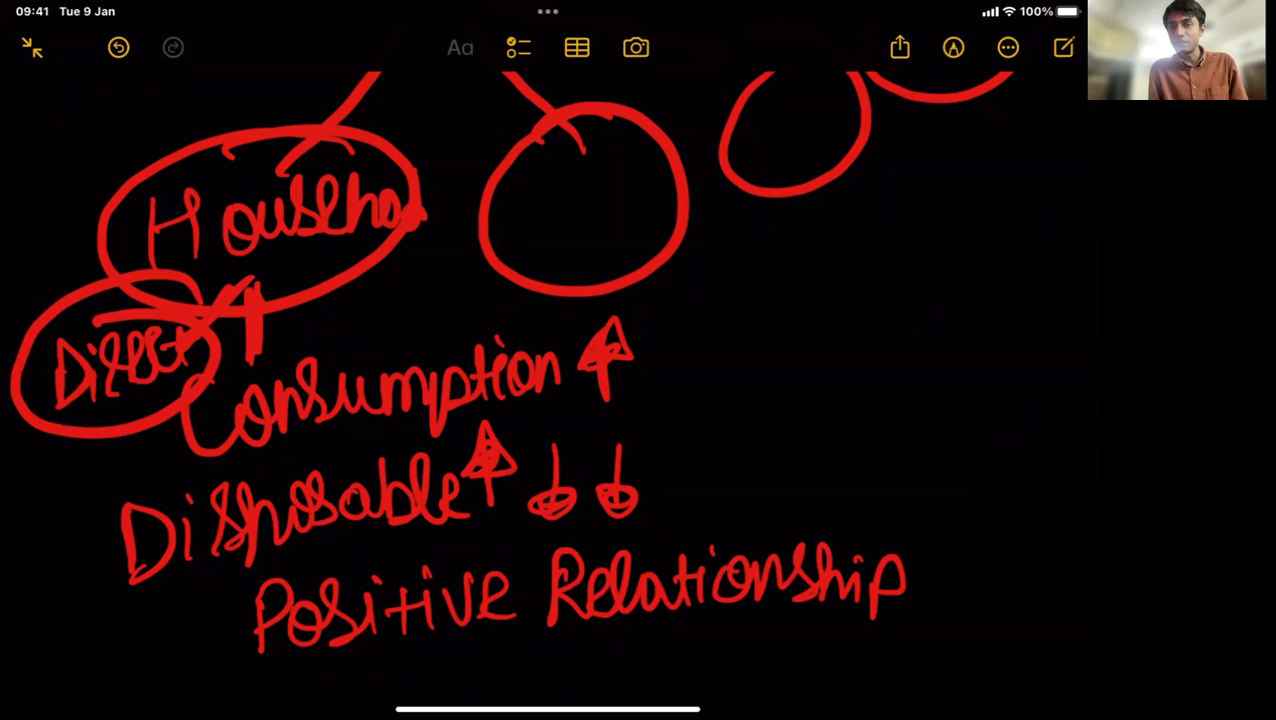 09:41 Tue 9 Jan
100%
Aa
Househo
Direct
Consumption
Disposable
Positive Relationship